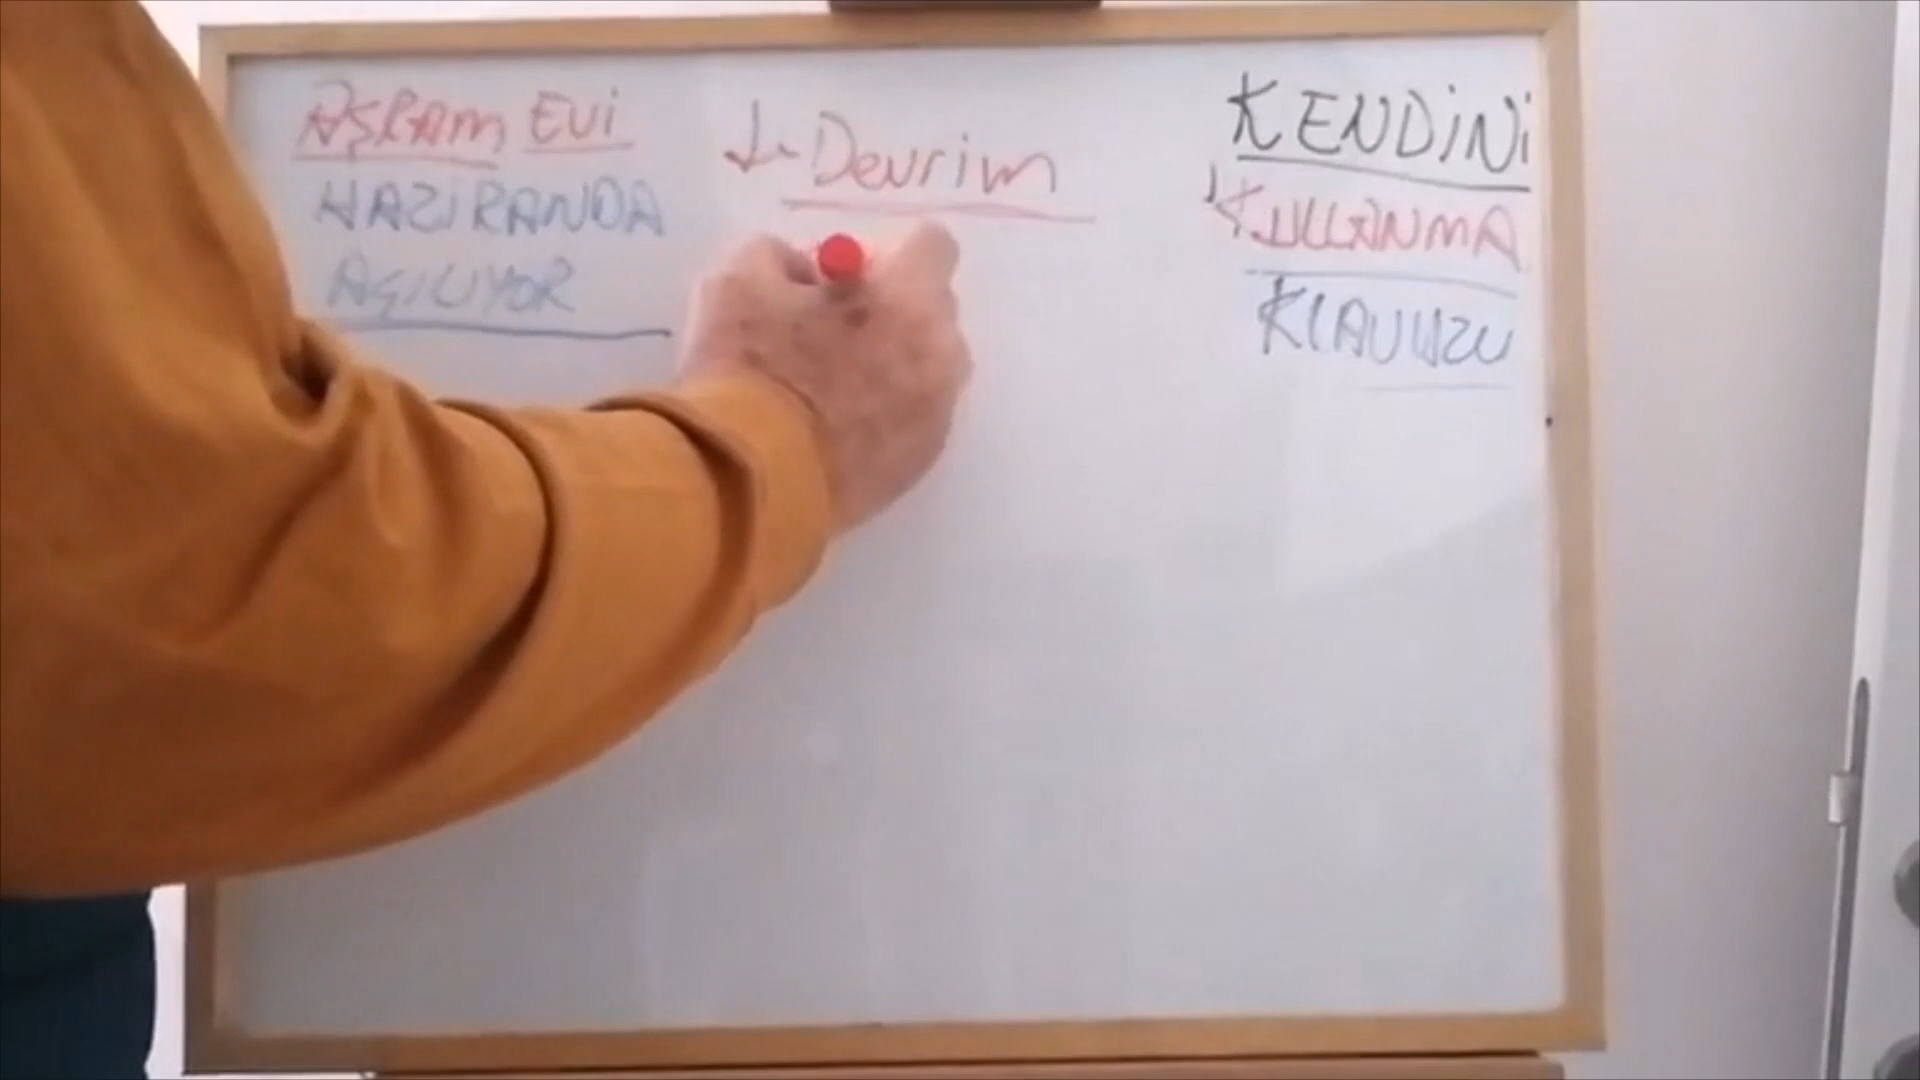 AŞRAM EVİ
HAZİRANDA
AÇILIYOR
1- Devrim
KENDİNİ
KULLANMA
KLAVUZU